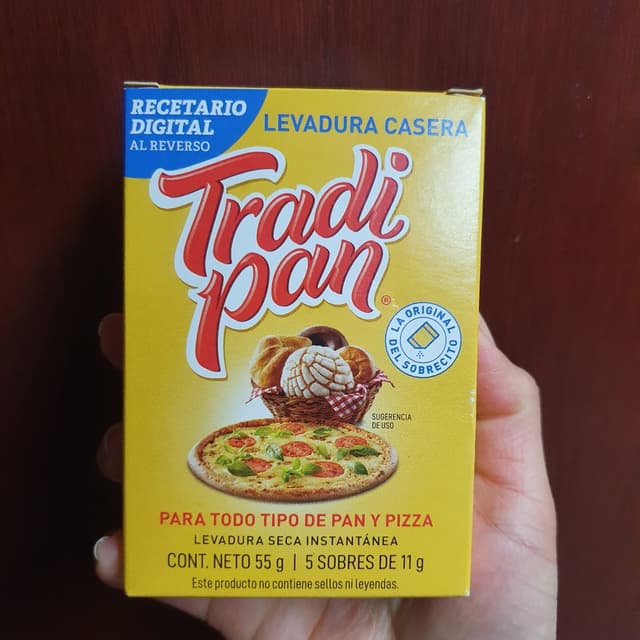 RECETARIO
DIGITAL
AL REVERSO
LEVADURA CASERA
Tradi
pan®
LA ORIGINAL
DEL SOBRECITO
SUGERENCIA
DE USO
PARA TODO TIPO DE PAN Y PIZZA
LEVADURA SECA INSTANTÁNEA
CONT. NETO 55 g | 5 SOBRES DE 11 g
Este producto no contiene sellos ni leyendas.